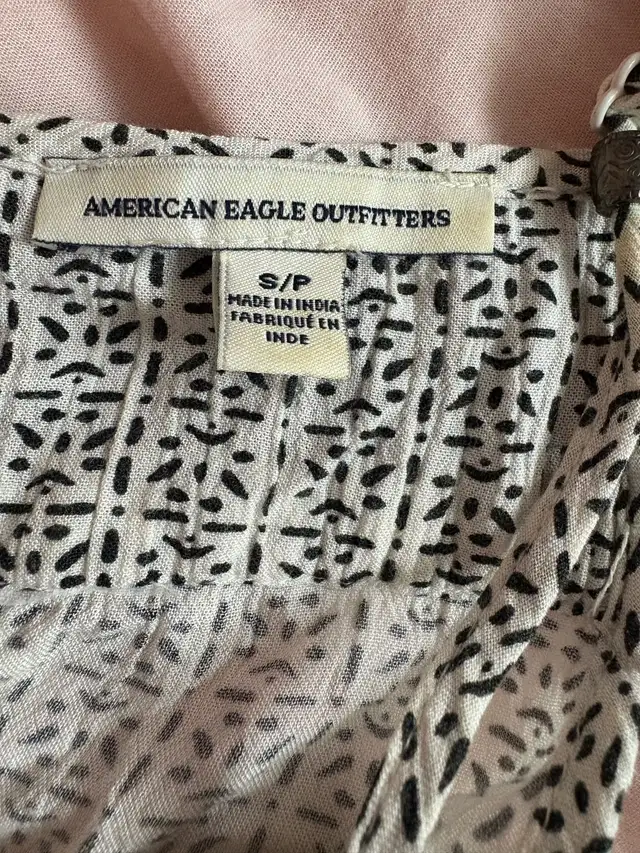 AMERICAN EAGLE OUTFITTERS
S/P
MADE IN INDIA
FABRIQUÉ EN
INDE